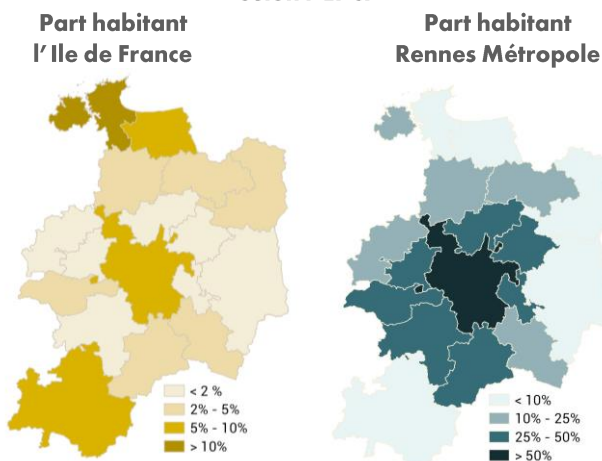 Part habitant
l'Ile de France
< 2 %
2% - 5%
5% - 10%
> 10%
Part habitant
Rennes Métropole
< 10%
10% - 25%
25% - 50%
> 50%